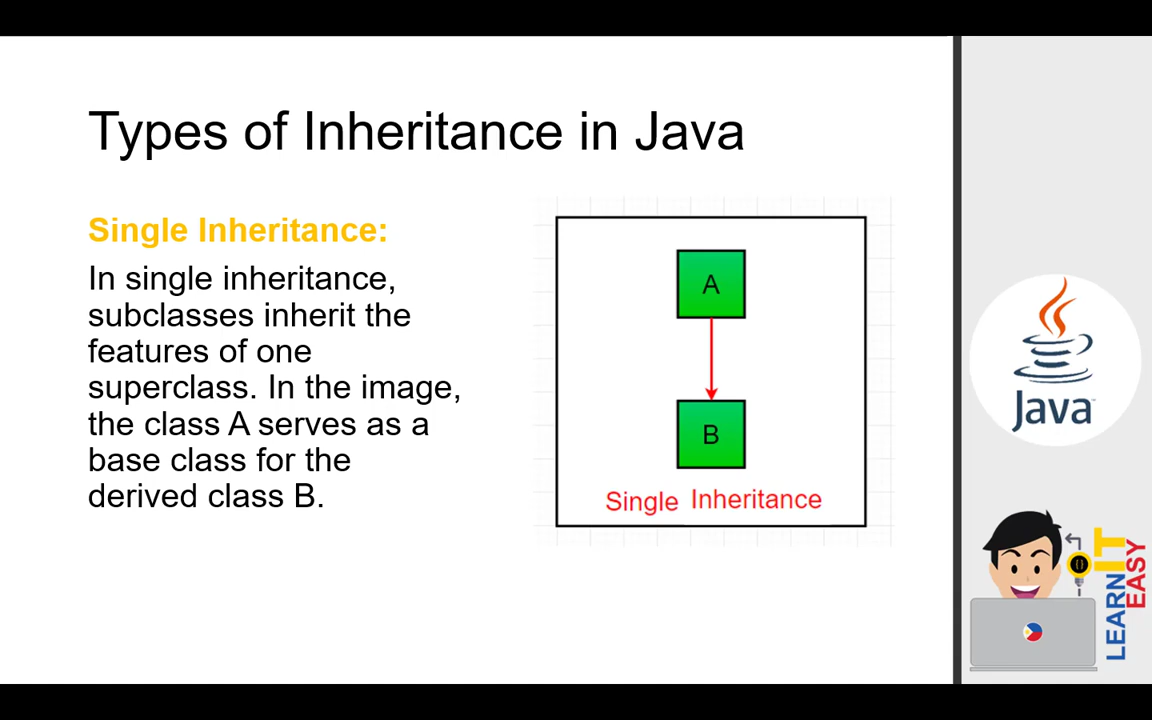 Types of Inheritance in Java
Single Inheritance:
In single inheritance,
subclasses inherit the
features of one
superclass. In the image,
the class A serves as a
base class for the
derived class B.
A
B
Single Inheritance
Java
LEARN IT
EASY